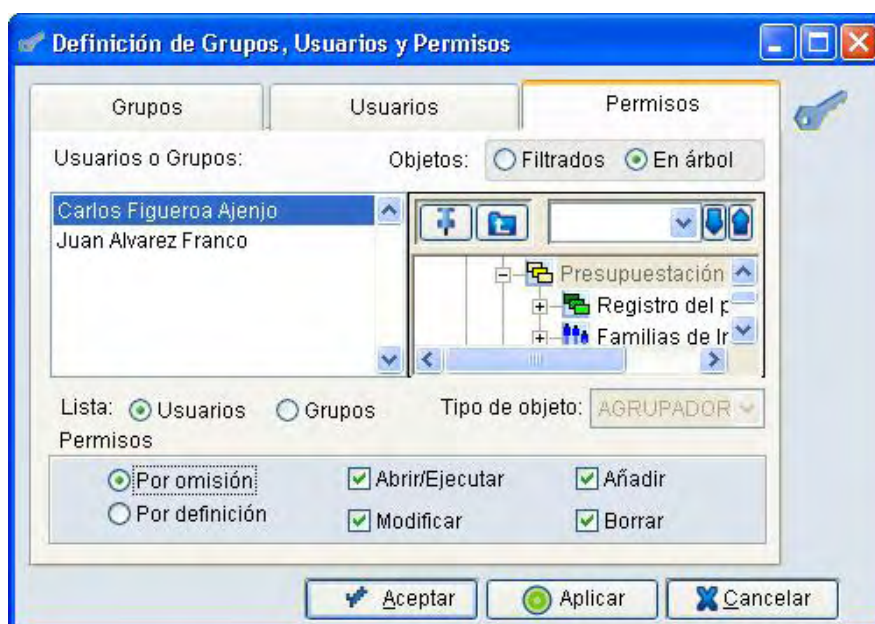 Definición de Grupos, Usuarios y Permisos
Grupos Usuarios Permisos
Usuarios o Grupos: Objetos: Filtrados En árbol
Carlos Figueroa Ajenjo
Juan Alvarez Franco
Presupuestación
Registro del p
Familias de Ir
Lista: Usuarios Grupos Tipo de objeto: AGRUPADOR
Permisos
Por omisión Abrir/Ejecutar Añadir
Por definición Modificar Borrar
Aceptar Aplicar Cancelar